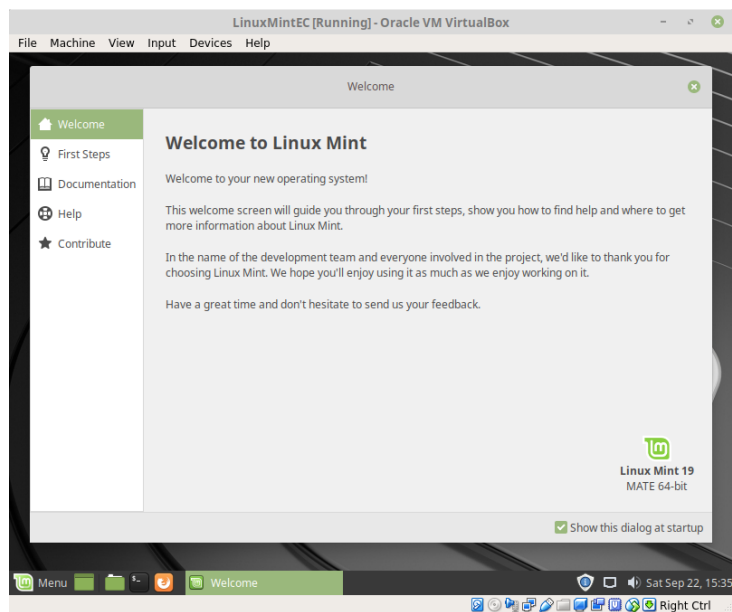 LinuxMintEC [Running] - Oracle VM VirtualBox
File Machine View Input Devices Help
Welcome
Welcome
First Steps
Documentation
Help
Contribute
Welcome to Linux Mint
Welcome to your new operating system!
This welcome screen will guide you through your first steps, show you how to find help and where to get
more information about Linux Mint.
In the name of the development team and everyone involved in the project, we'd like to thank you for
choosing Linux Mint. We hope you'll enjoy using it as much as we enjoy working on it.
Have a great time and don't hesitate to send us your feedback.
Linux Mint 19
MATE 64-bit
Show this dialog at startup
Menu Welcome Sat Sep 22, 15:35
Right Ctrl